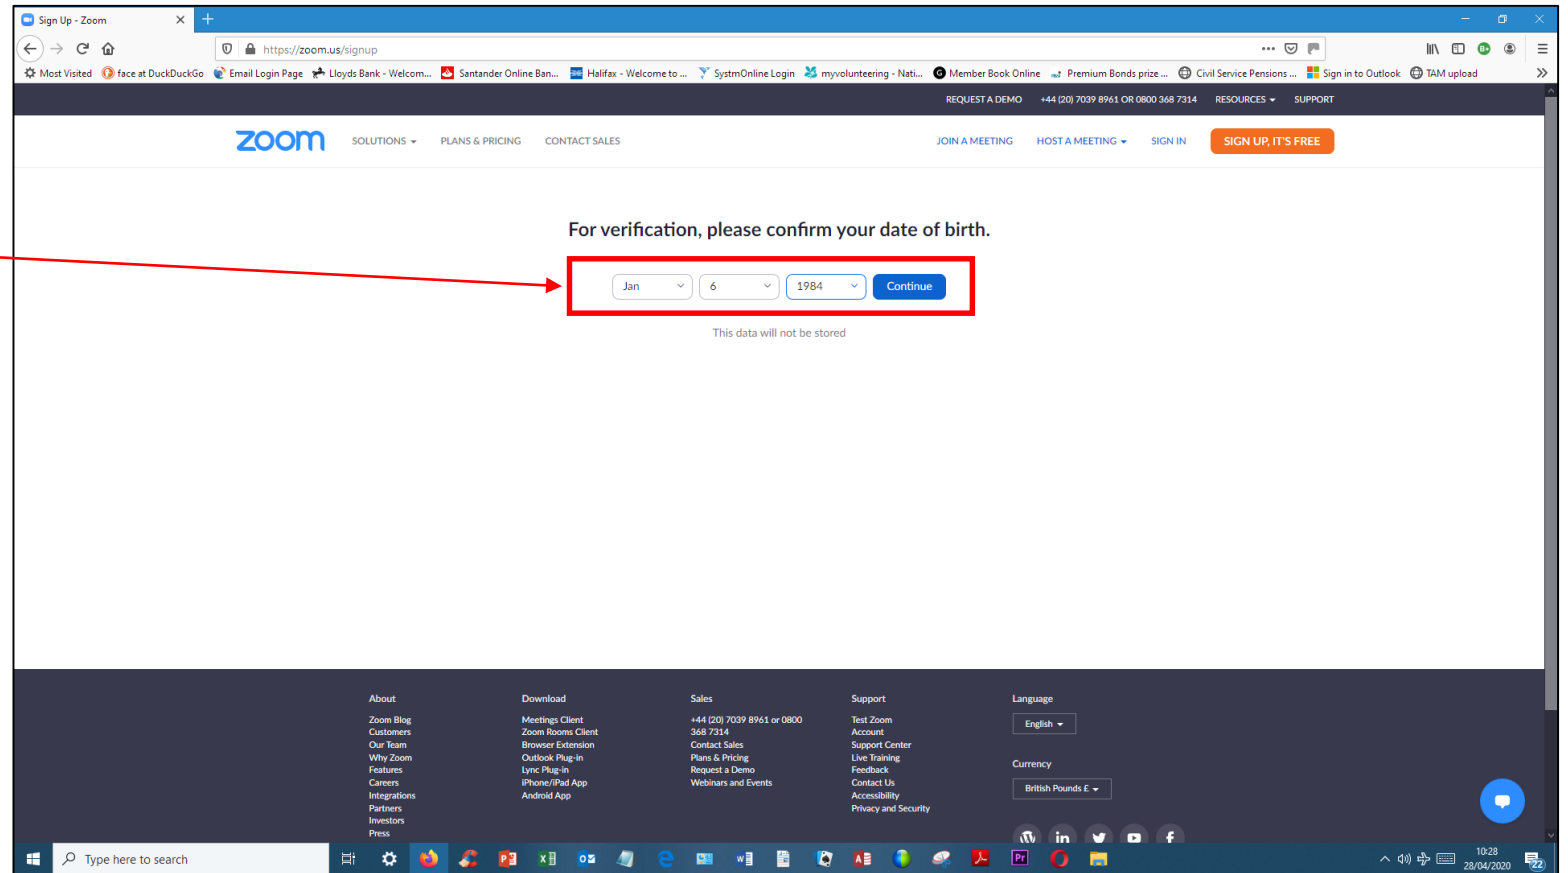 Sign Up - Zoom
https://zoom.us/signup
Most Visited face at DuckDuckGo Email Login Page Lloyds Bank - Welcom... Santander Online Ban... Halifax - Welcome to ... SystmOnline Login myvolunteering - Nati... Member Book Online Premium Bonds prize ... Civil Service Pensions ... Sign in to Outlook TAM upload
REQUEST A DEMO +44 (20) 7039 8961 OR 0800 368 7314 RESOURCES SUPPORT
zoom SOLUTIONS PLANS & PRICING CONTACT SALES JOIN A MEETING HOST A MEETING SIGN IN SIGN UP, IT'S FREE
For verification, please confirm your date of birth.
Jan 6 1984 Continue
This data will not be stored
About
Zoom Blog
Customers
Our Team
Why Zoom
Features
Careers
Integrations
Partners
Investors
Press
Download
Meetings Client
Zoom Rooms Client
Browser Extension
Outlook Plug-in
Lync Plug-in
iPhone/iPad App
Android App
Sales
+44 (20) 7039 8961 or 0800
368 7314
Contact Sales
Plans & Pricing
Request a Demo
Webinars and Events
Support
Test Zoom
Account
Support Center
Live Training
Feedback
Contact Us
Accessibility
Privacy and Security
Language
English
Currency
British Pounds £
Type here to search
10:28
28/04/2020
22